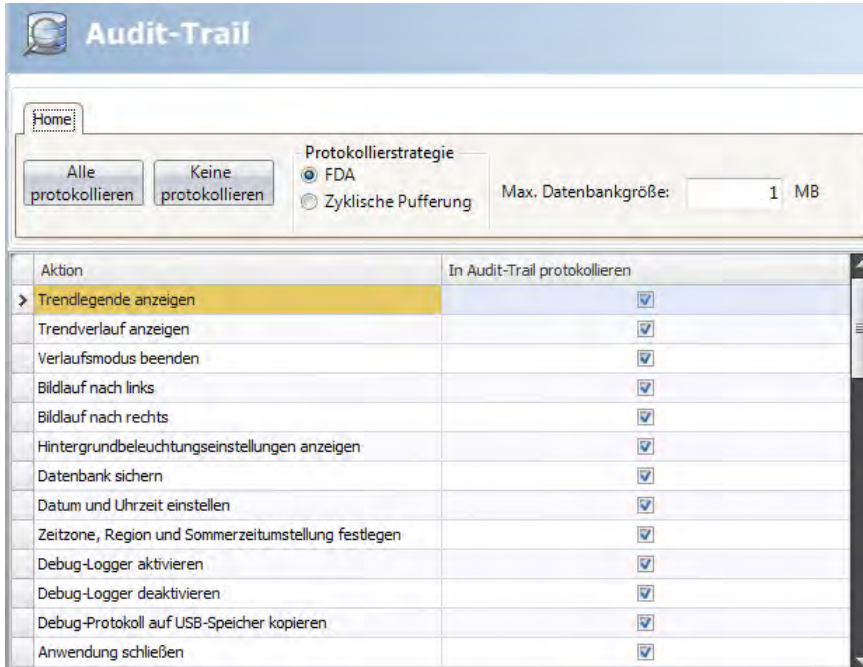 Audit-Trail
Home
Alle protokollieren
Keine protokollieren
Protokollierstrategie
FDA
Zyklische Pufferung
Max. Datenbankgröße: 1 MB
Aktion In Audit-Trail protokollieren
Trendlegende anzeigen
Trendverlauf anzeigen
Verlaufsmodus beenden
Bildlauf nach links
Bildlauf nach rechts
Hintergrundbeleuchtungseinstellungen anzeigen
Datenbank sichern
Datum und Uhrzeit einstellen
Zeitzone, Region und Sommerzeitumstellung festlegen
Debug-Logger aktivieren
Debug-Logger deaktivieren
Debug-Protokoll auf USB-Speicher kopieren
Anwendung schließen